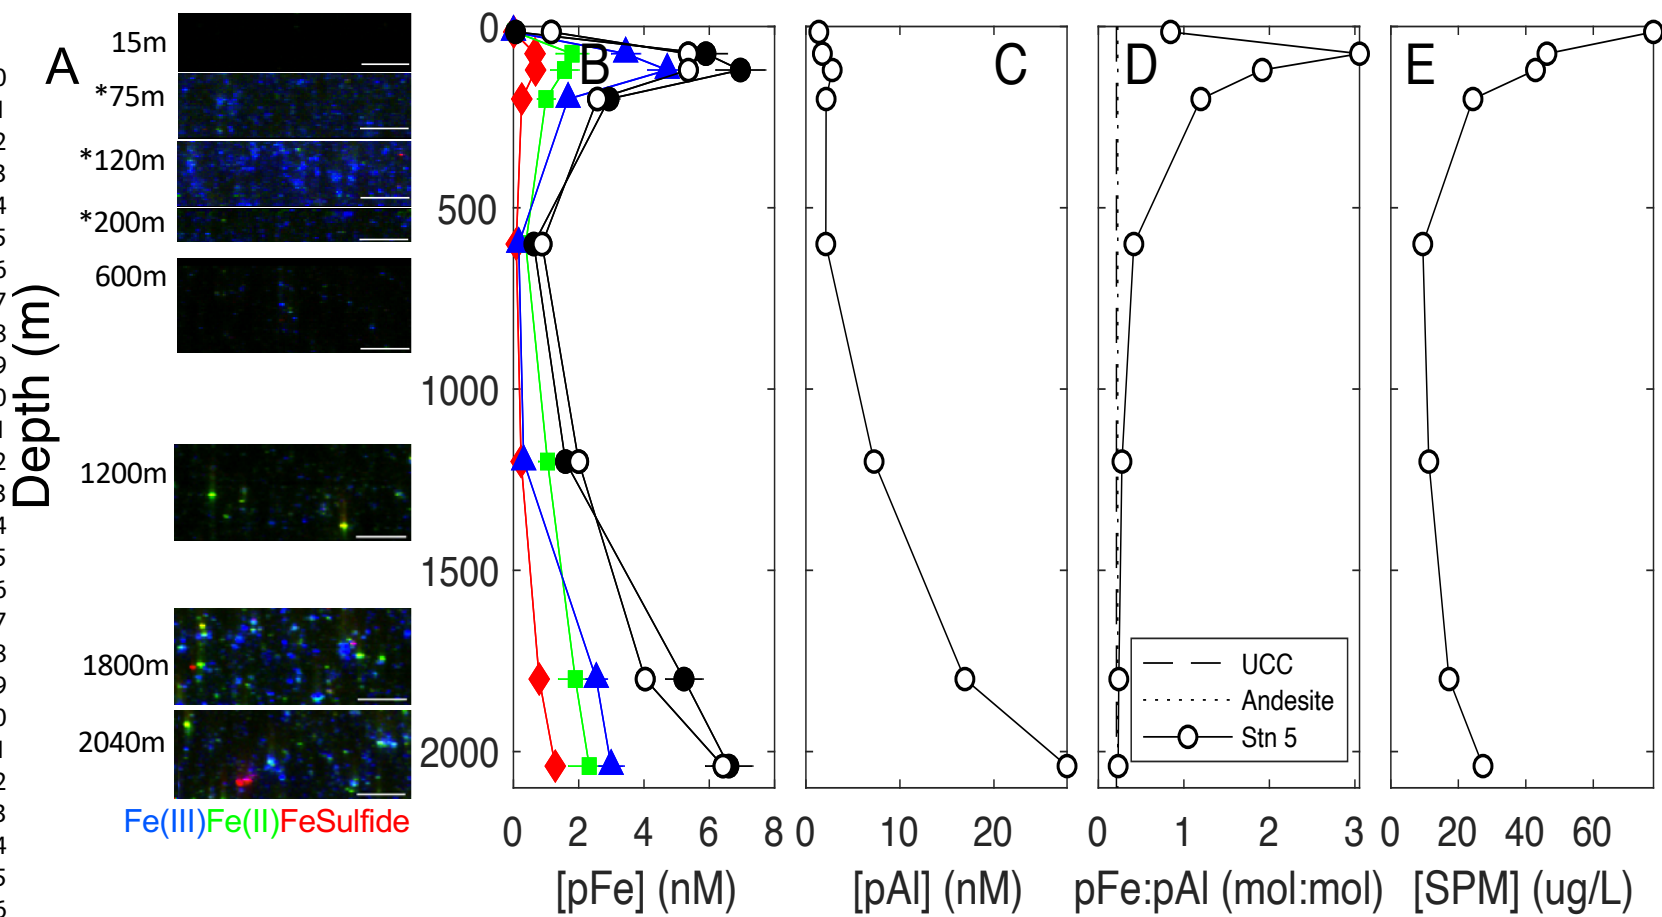 A
B
C
D
E
15m
*75m
*120m
*200m
600m
1200m
1800m
2040m
Depth (m)
Fe(III)Fe(II)FeSulfide
0
500
1000
1500
2000
0 2 4 6 8
[pFe] (nM)
0 10 20
[pAl] (nM)
0 1 2 3
pFe:pAl (mol:mol)
UCC
Andesite
Stn 5
0 20 40 60
[SPM] (ug/L)